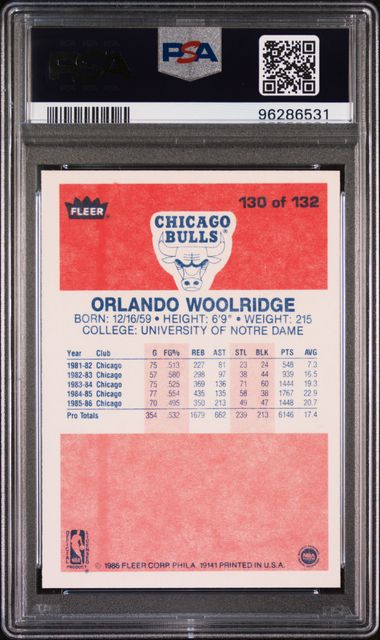 PSA
PSA
96286531
FLEER
130 of 132
CHICAGO
BULLS
ORLANDO WOOLRIDGE
BORN: 12/16/59 • HEIGHT: 6'9" • WEIGHT: 215
COLLEGE: UNIVERSITY OF NOTRE DAME
Year Club G FG% REB AST STL BLK PTS AVG
1981-82 Chicago 75 .513 227 81 23 24 548 7.3
1982-83 Chicago 57 .580 298 97 38 44 939 16.5
1983-84 Chicago 75 .525 369 136 71 60 1444 19.3
1984-85 Chicago 77 .554 435 135 58 38 1767 22.9
1985-86 Chicago 70 .495 350 213 49 47 1448 20.7
Pro Totals 354 .532 1679 662 239 213 6146 17.4
OFFICIAL
NBA
PRODUCT
NBA
© 1986 FLEER CORP. PHILA. 19141 PRINTED IN U.S.A.